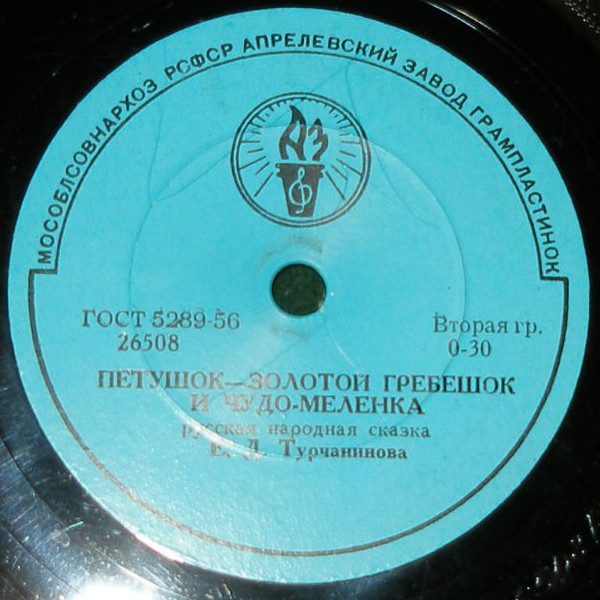 МОСОБЛСОВНАРХОЗ РСФСР АПРЕЛЕВСКИЙ ЗАВОД ГРАМПЛАСТИНОК
АЗ
ГОСТ 5289-56
26508
Вторая гр.
0-30
ПЕТУШОК—ЗОЛОТОЙ ГРЕБЕШОК
И ЧУДО-МЕЛЕНКА
русская народная сказка
Е. Д. Турчанинова